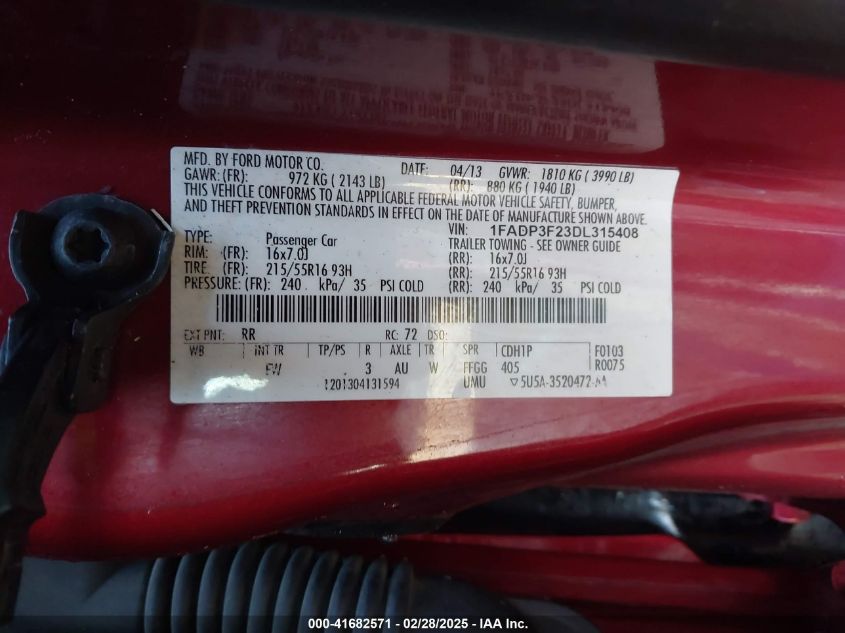 MFD. BY FORD MOTOR CO. DATE: 04/13 GVWR: 1810 KG ( 3990 LB)
GAWR: (FR): 972 KG ( 2143 LB) (RR): 880 KG ( 1940 LB)
THIS VEHICLE CONFORMS TO ALL APPLICABLE FEDERAL MOTOR VEHICLE SAFETY, BUMPER,
AND THEFT PREVENTION STANDARDS IN EFFECT ON THE DATE OF MANUFACTURE SHOWN ABOVE.
VIN: 1FADP3F23DL315408
TYPE: Passenger Car TRAILER TOWING - SEE OWNER GUIDE
RIM: (FR): 16x7.0J (RR): 16x7.0J
TIRE: (FR): 215/55R16 93H (RR): 215/55R16 93H
PRESSURE: (FR): 240 kPa/ 35 PSI COLD (RR): 240 kPa/ 35 PSI COLD
EXT PNT: RR RC: 72 DSO:
WB INT TR TP/PS R AXLE TR SPR CDH1P F0103
FW 3 AU W FFGG 405 R0075
1201304131594 UMU ▽5U5A-3520472-AA
000-41682571 - 02/28/2025 - IAA Inc.